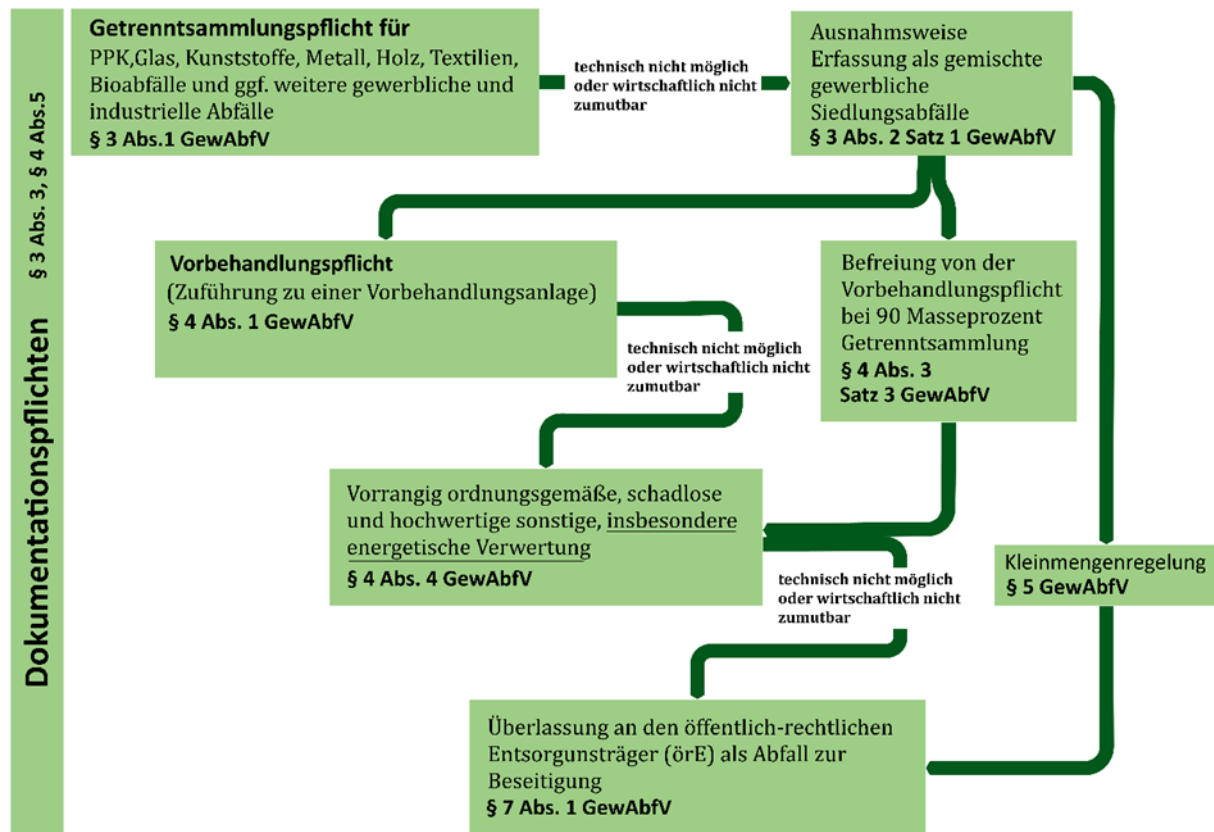 Dokumentationspflichten § 3 Abs. 3, § 4 Abs.5
Getrenntsammlungspflicht für
PPK,Glas, Kunststoffe, Metall, Holz, Textilien,
Bioabfälle und ggf. weitere gewerbliche und
industrielle Abfälle
§ 3 Abs.1 GewAbfV
technisch nicht möglich
oder wirtschaftlich nicht
zumutbar
Ausnahmsweise
Erfassung als gemischte
gewerbliche
Siedlungsabfälle
§ 3 Abs. 2 Satz 1 GewAbfV
Vorbehandlungspflicht
(Zuführung zu einer Vorbehandlungsanlage)
§ 4 Abs. 1 GewAbfV
technisch nicht möglich
oder wirtschaftlich nicht
zumutbar
Befreiung von der
Vorbehandlungspflicht
bei 90 Masseprozent
Getrenntsammlung
§ 4 Abs. 3
Satz 3 GewAbfV
Vorrangig ordnungsgemäße, schadlose
und hochwertige sonstige, insbesondere
energetische Verwertung
§ 4 Abs. 4 GewAbfV
technisch nicht möglich
oder wirtschaftlich nicht
zumutbar
Kleinmengenregelung
§ 5 GewAbfV
Überlassung an den öffentlich-rechtlichen
Entsorgunsträger (örE) als Abfall zur
Beseitigung
§ 7 Abs. 1 GewAbfV